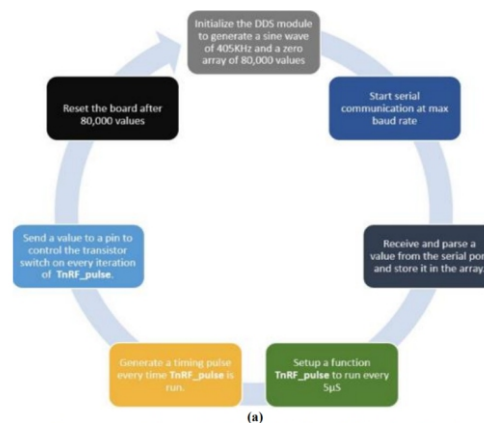 Initialize the DDS module
to generate a sine wave
of 405KHz and a zero
array of 80,000 values
Start serial
communication at max
baud rate
Receive and parse a
value from the serial port
and store it in the array.
Setup a function
TnRF_pulse to run every
5µS
Generate a timing pulse
every time TnRF_pulse is
run.
Send a value to a pin to
control the transistor
switch on every iteration
of TnRF_pulse.
Reset the board after
80,000 values
(a)